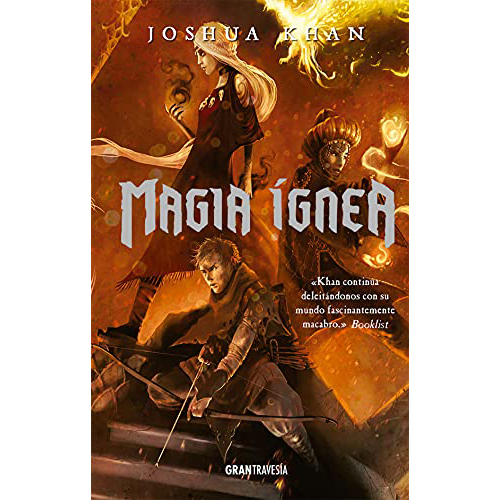 JOSHUA KHAN
MAGIA ÍGNEA
«Khan continúa
deleitándonos con su
mundo fascinantemente
macabro.» Booklist
GRANTRAVESÍA